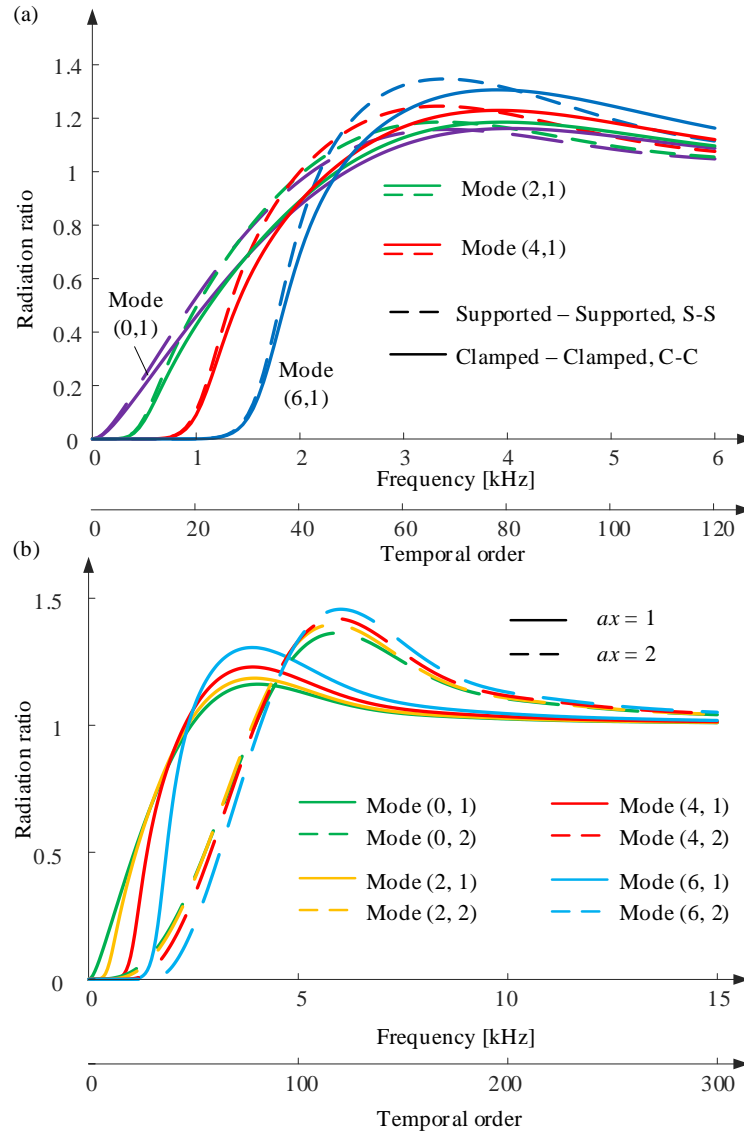 (a)
1.4
1.2
1
0.8
0.6
0.4
0.2
0
Radiation ratio
Mode (2,1)
Mode (4,1)
Mode
(0,1)
Supported – Supported, S-S
Clamped – Clamped, C-C
Mode
(6,1)
0 1 2 3 4 5 6
Frequency [kHz]
0 20 40 60 80 100 120
Temporal order
(b)
1.5
1
0.5
0
Radiation ratio
ax = 1
ax = 2
Mode (0, 1) Mode (4, 1)
Mode (0, 2) Mode (4, 2)
Mode (2, 1) Mode (6, 1)
Mode (2, 2) Mode (6, 2)
0 5 10 15
Frequency [kHz]
0 100 200 300
Temporal order